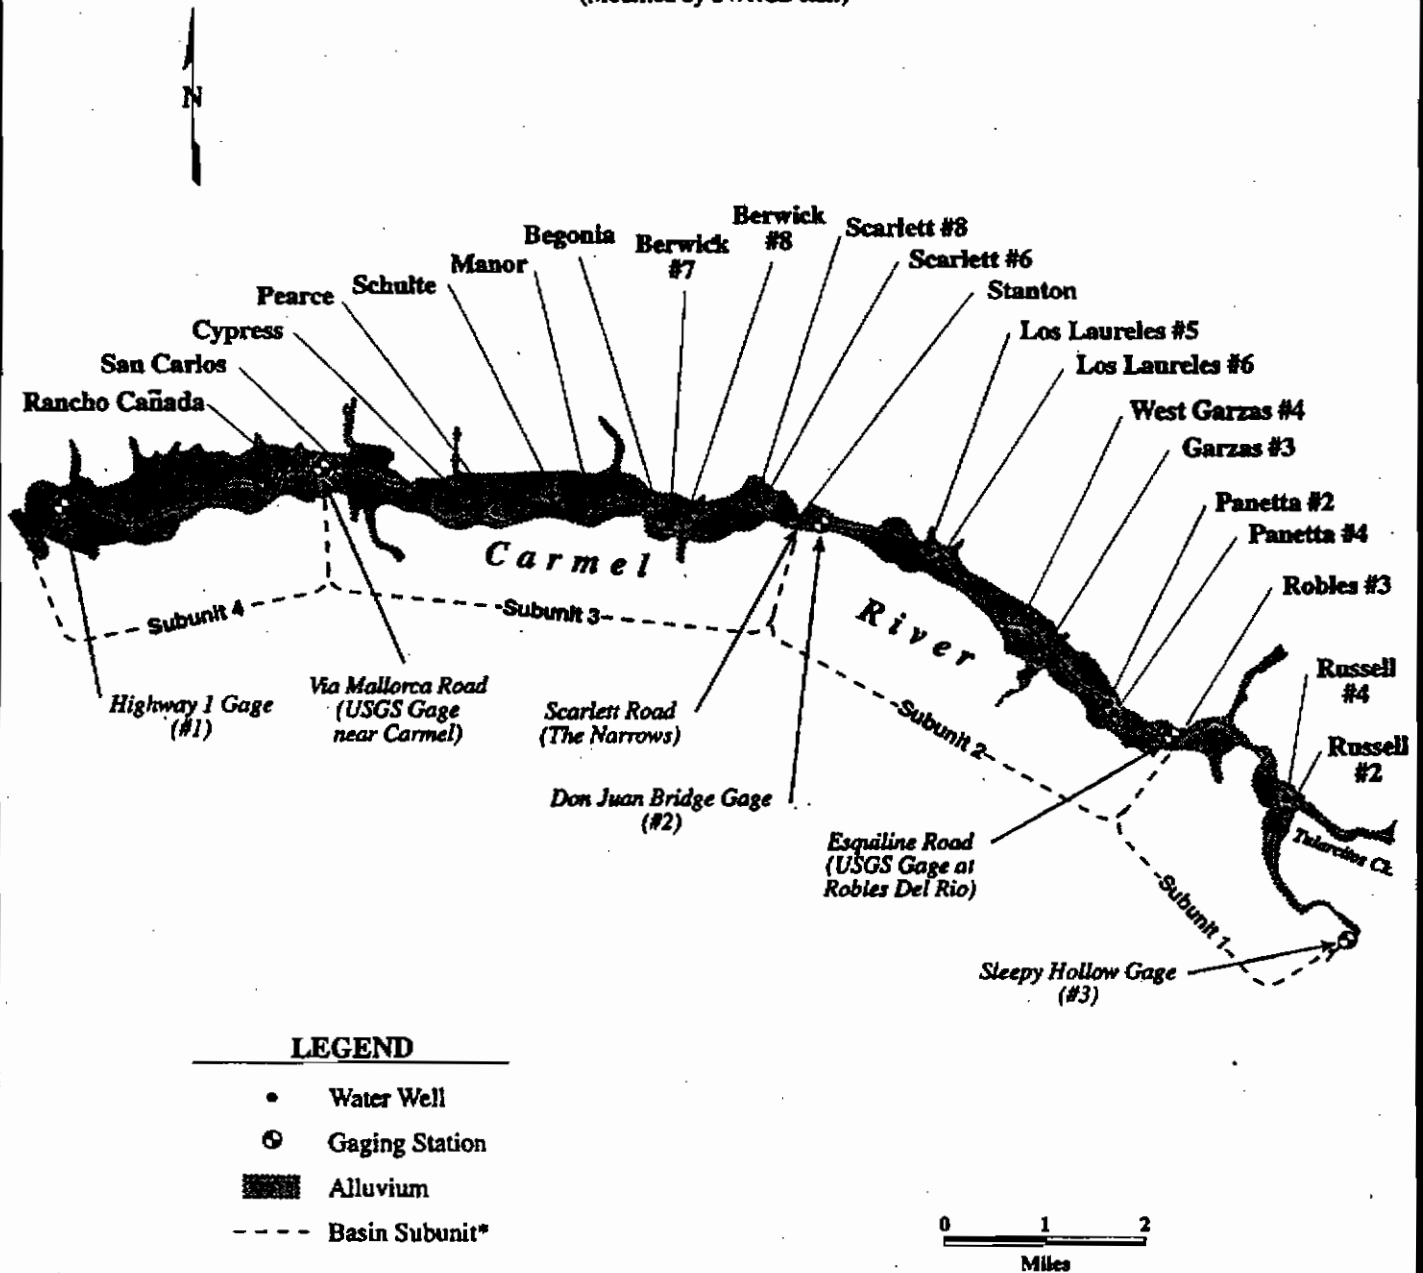 N
Berwick
#8
Scarlett #8
Begonia
Berwick
#7
Scarlett #6
Manor
Schulte
Stanton
Pearce
Cypress
Los Laureles #5
San Carlos
Los Laureles #6
Rancho Cañada
West Garzas #4
Garzas #3
Panetta #2
Panetta #4
Carmel
Robles #3
Subunit 4
Subunit 3
River
Highway 1 Gage
(#1)
Via Mallorca Road
(USGS Gage
near Carmel)
Scarlett Road
(The Narrows)
Subunit 2
Russell
#4
Russell
#2
Don Juan Bridge Gage
(#2)
Esquiline Road
(USGS Gage at
Robles Del Rio)
Tularcitos Ck.
Subunit 1
Sleepy Hollow Gage
(#3)
LEGEND
Water Well
Gaging Station
Alluvium
Basin Subunit*
0 1 2
Miles